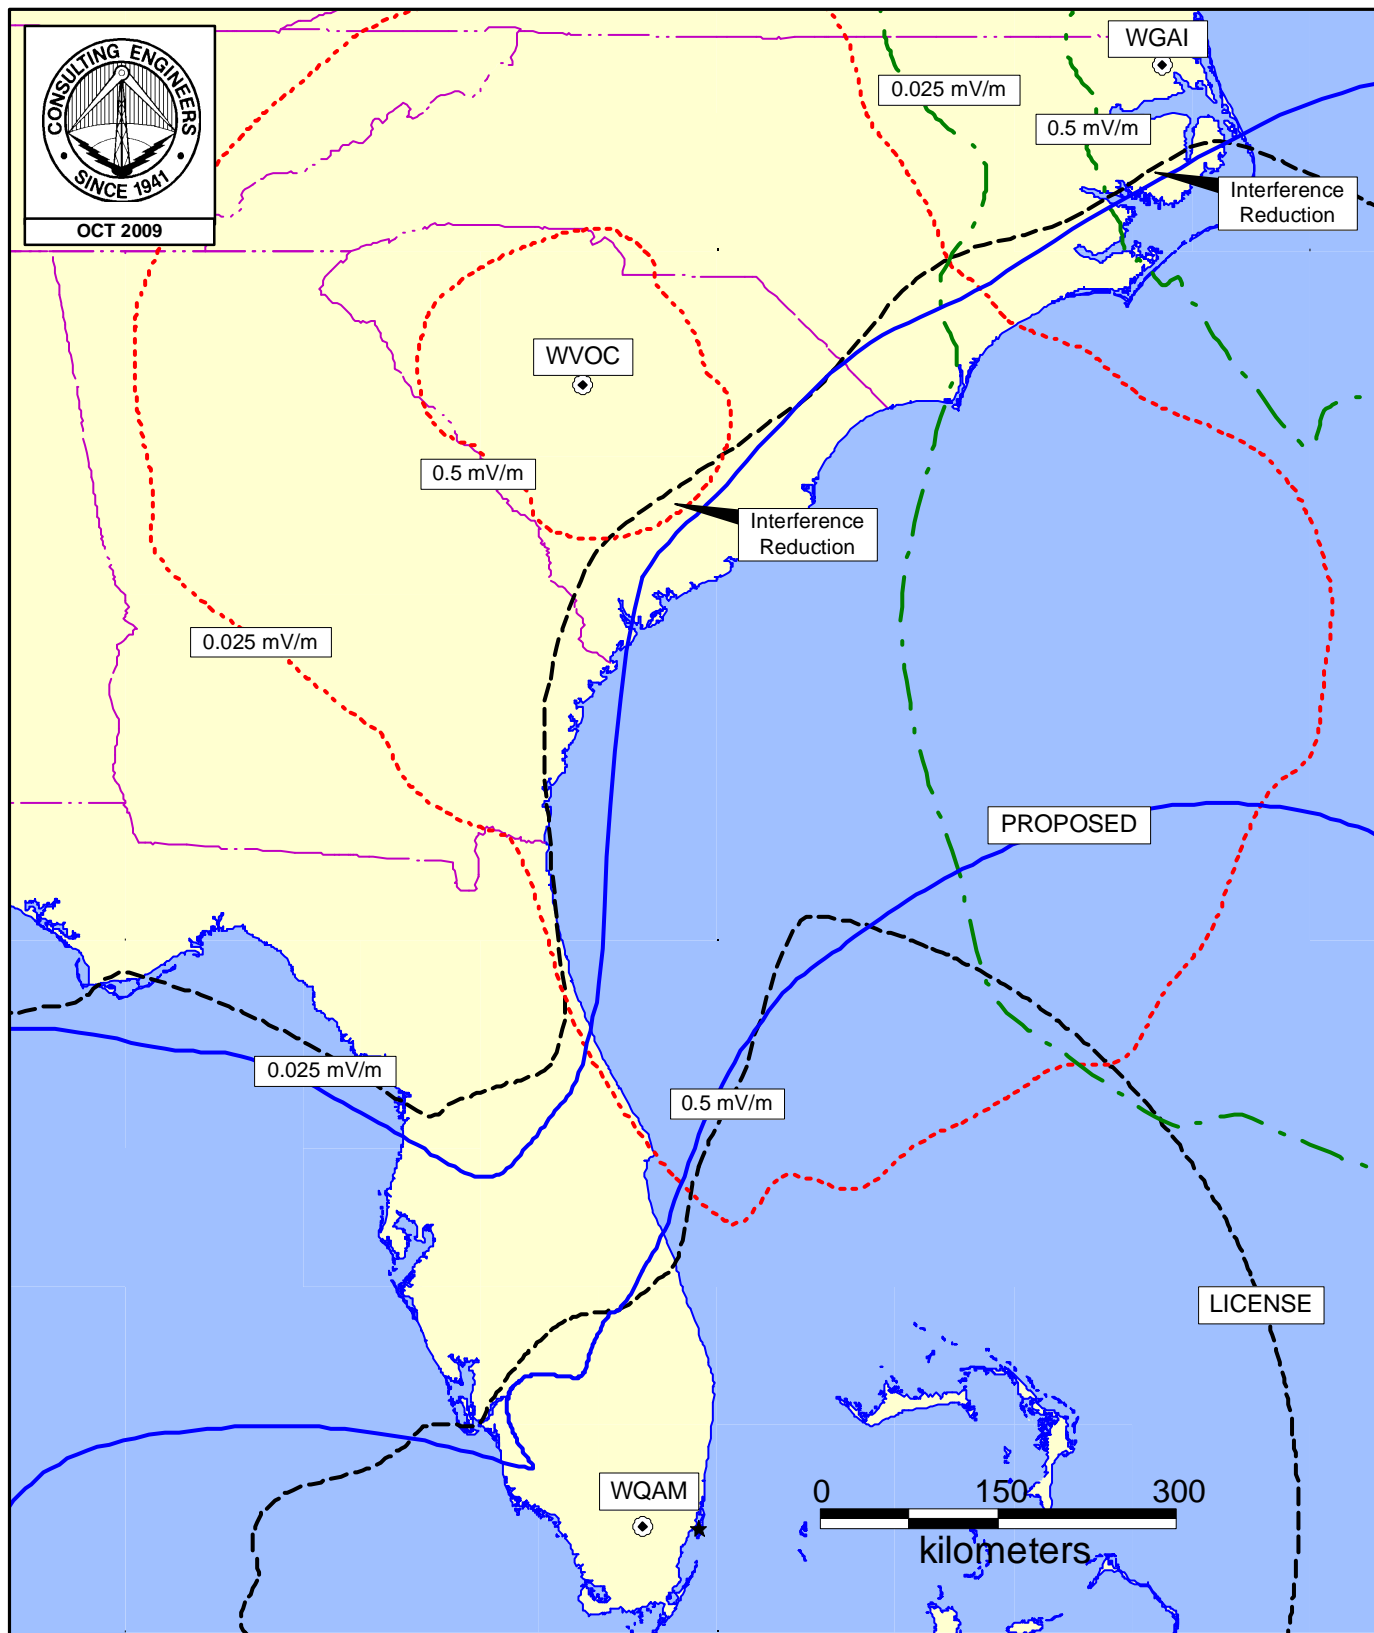 CONSULTING ENGINEERS
SINCE 1941
OCT 2009
WGAI
0.025 mV/m
0.5 mV/m
Interference
Reduction
WVOC
0.5 mV/m
Interference
Reduction
0.025 mV/m
PROPOSED
0.025 mV/m
0.5 mV/m
LICENSE
WQAM
0 150 300
kilometers